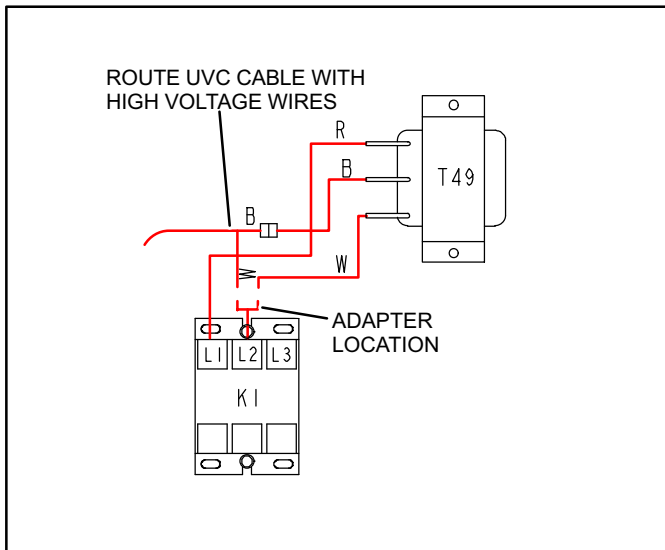 ROUTE UVC CABLE WITH
HIGH VOLTAGE WIRES
R
B
T49
B
W
W
ADAPTER
LOCATION
L1 L2 L3
K1